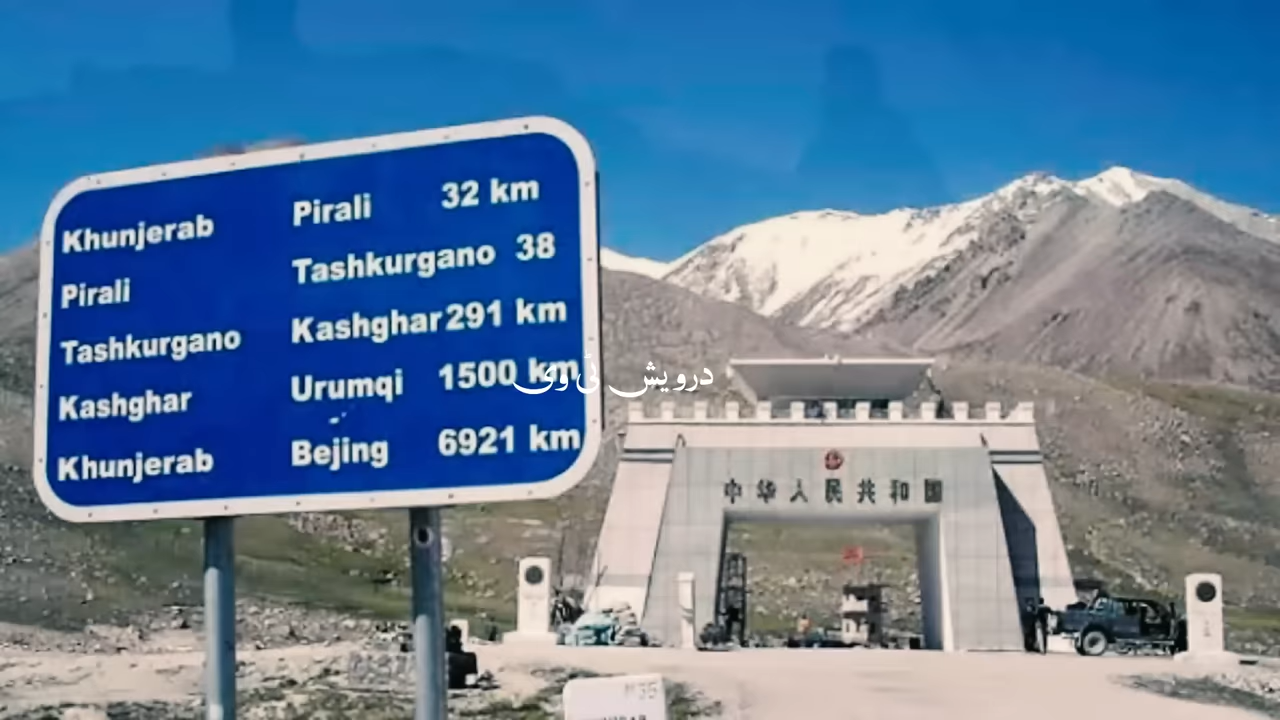 Khunjerab Pirali 32 km
Pirali Tashkurgano 38
Tashkurgano Kashghar 291 km
Kashghar Urumqi 1500 km
Khunjerab Bejing 6921 km
درویش ٹی وی
中华人民共和国